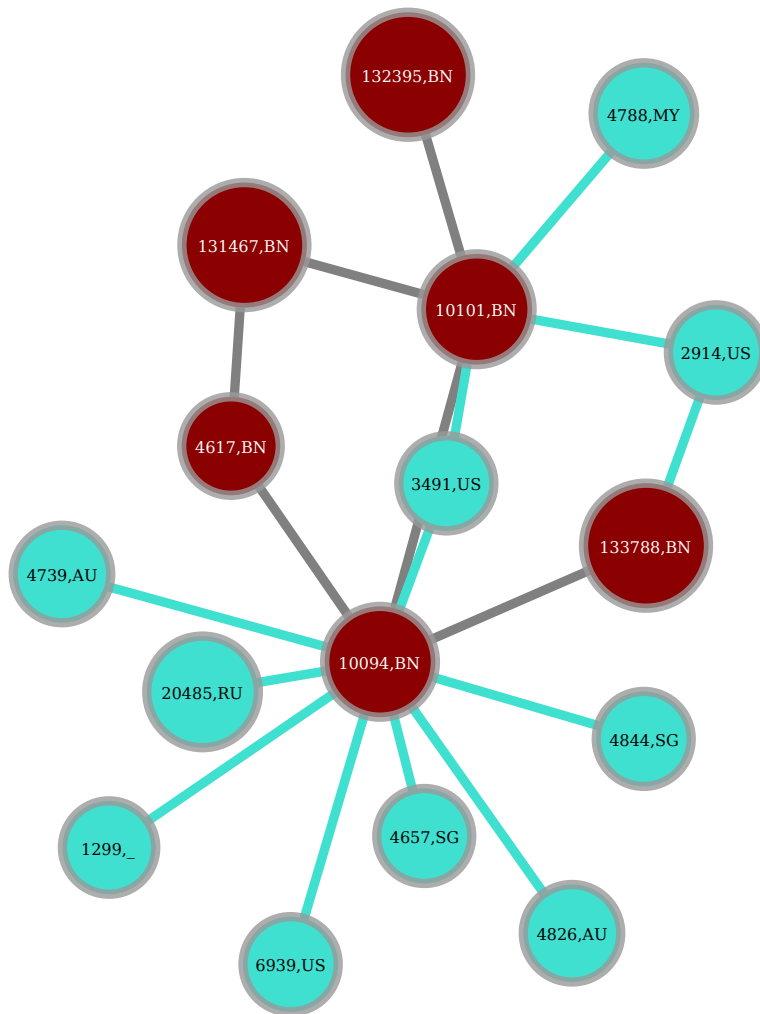 132395,BN
4788,MY
131467,BN
10101,BN
2914,US
4617,BN
3491,US
133788,BN
4739,AU
10094,BN
20485,RU
4844,SG
4657,SG
1299,_
4826,AU
6939,US